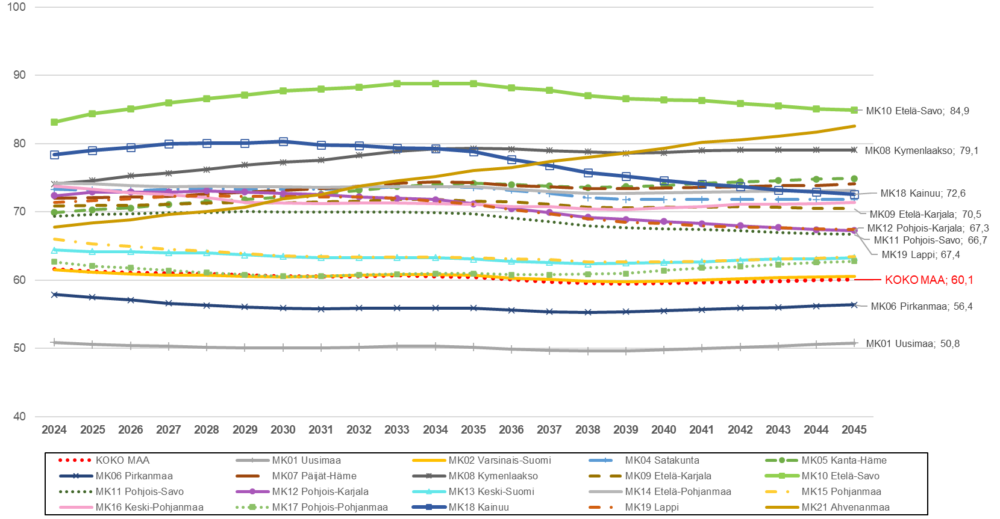 100
90
80
70
60
50
40
2024 2025 2026 2027 2028 2029 2030 2031 2032 2033 2034 2035 2036 2037 2038 2039 2040 2041 2042 2043 2044 2045
MK10 Etelä-Savo; 84,9
MK08 Kymenlaakso; 79,1
MK18 Kainuu; 72,6
MK09 Etelä-Karjala; 70,5
MK12 Pohjois-Karjala; 67,3
MK11 Pohjois-Savo; 66,7
MK19 Lappi; 67,4
KOKO MAA; 60,1
MK06 Pirkanmaa; 56,4
MK01 Uusimaa; 50,8
KOKO MAA MK01 Uusimaa MK02 Varsinais-Suomi MK04 Satakunta MK05 Kanta-Häme
MK06 Pirkanmaa MK07 Päijät-Häme MK08 Kymenlaakso MK09 Etelä-Karjala MK10 Etelä-Savo
MK11 Pohjois-Savo MK12 Pohjois-Karjala MK13 Keski-Suomi MK14 Etelä-Pohjanmaa MK15 Pohjanmaa
MK16 Keski-Pohjanmaa MK17 Pohjois-Pohjanmaa MK18 Kainuu MK19 Lappi MK21 Ahvenanmaa